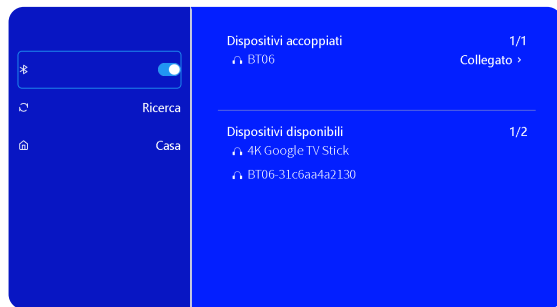 Ricerca
Casa
Dispositivi accoppiati 1/1
BT06 Collegato >
Dispositivi disponibili 1/2
4K Google TV Stick
BT06-31c6aa4a2130